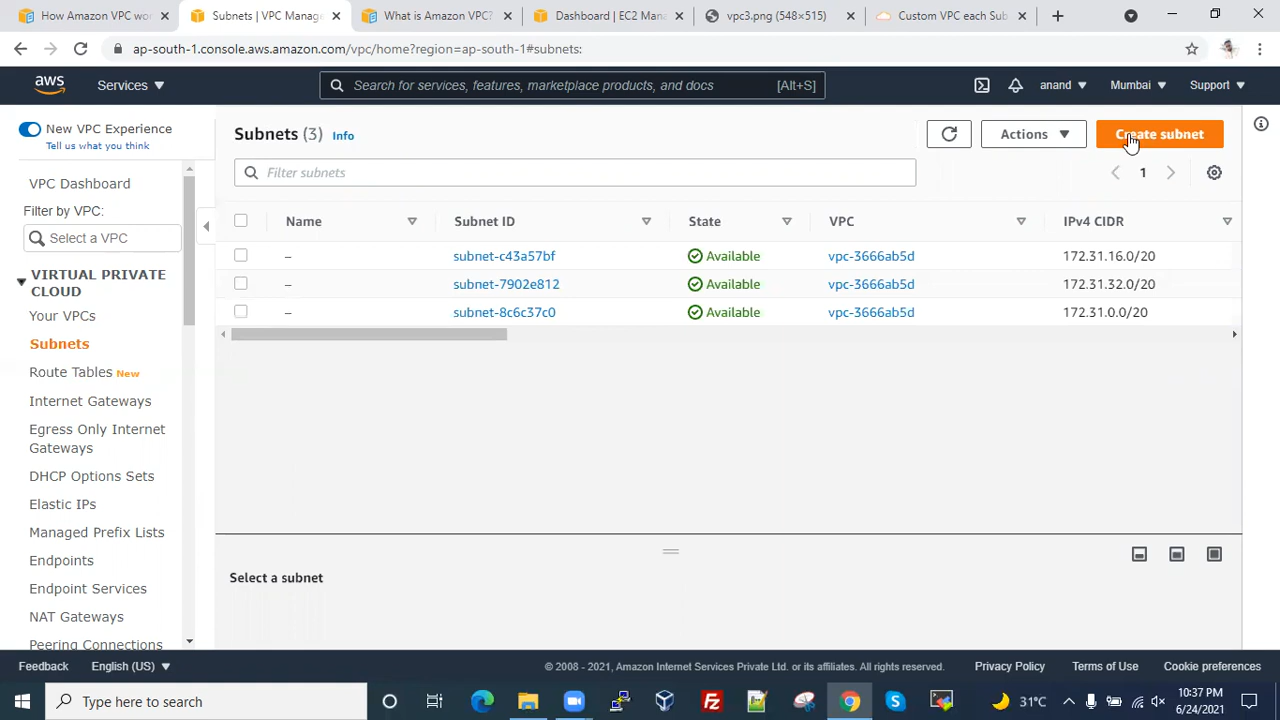 How Amazon VPC wo
Subnets | VPC Manage
What is Amazon VPC?
Dashboard | EC2 Mana
vpc3.png (548×515)
Custom VPC each Sub
ap-south-1.console.aws.amazon.com/vpc/home?region=ap-south-1#subnets:
aws
Services
Search for services, features, marketplace products, and docs
[Alt+S]
anand
Mumbai
Support
New VPC Experience
Tell us what you think
VPC Dashboard
Filter by VPC:
Select a VPC
VIRTUAL PRIVATE
CLOUD
Your VPCs
Subnets
Route Tables New
Internet Gateways
Egress Only Internet
Gateways
DHCP Options Sets
Elastic IPs
Managed Prefix Lists
Endpoints
Endpoint Services
NAT Gateways
Peering Connections
Subnets (3) Info
Actions
Create subnet
Filter subnets
1
Name Subnet ID State VPC IPv4 CIDR
– subnet-c43a57bf Available vpc-3666ab5d 172.31.16.0/20
– subnet-7902e812 Available vpc-3666ab5d 172.31.32.0/20
– subnet-8c6c37c0 Available vpc-3666ab5d 172.31.0.0/20
Select a subnet
Feedback English (US) © 2008 - 2021, Amazon Internet Services Private Ltd. or its affiliates. All rights reserved. Privacy Policy Terms of Use Cookie preferences
Type here to search
31°C
10:37 PM
6/24/2021